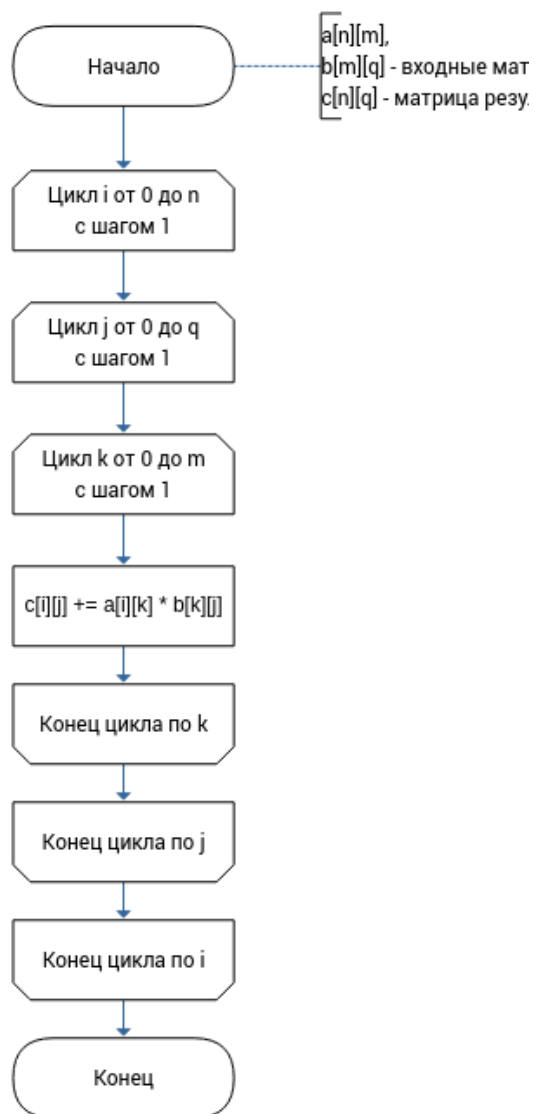 Начало
a[n][m],
b[m][q] - входные мат
c[n][q] - матрица резу
Цикл i от 0 до n
с шагом 1
Цикл j от 0 до q
с шагом 1
Цикл k от 0 до m
с шагом 1
c[i][j] += a[i][k] * b[k][j]
Конец цикла по k
Конец цикла по j
Конец цикла по i
Конец